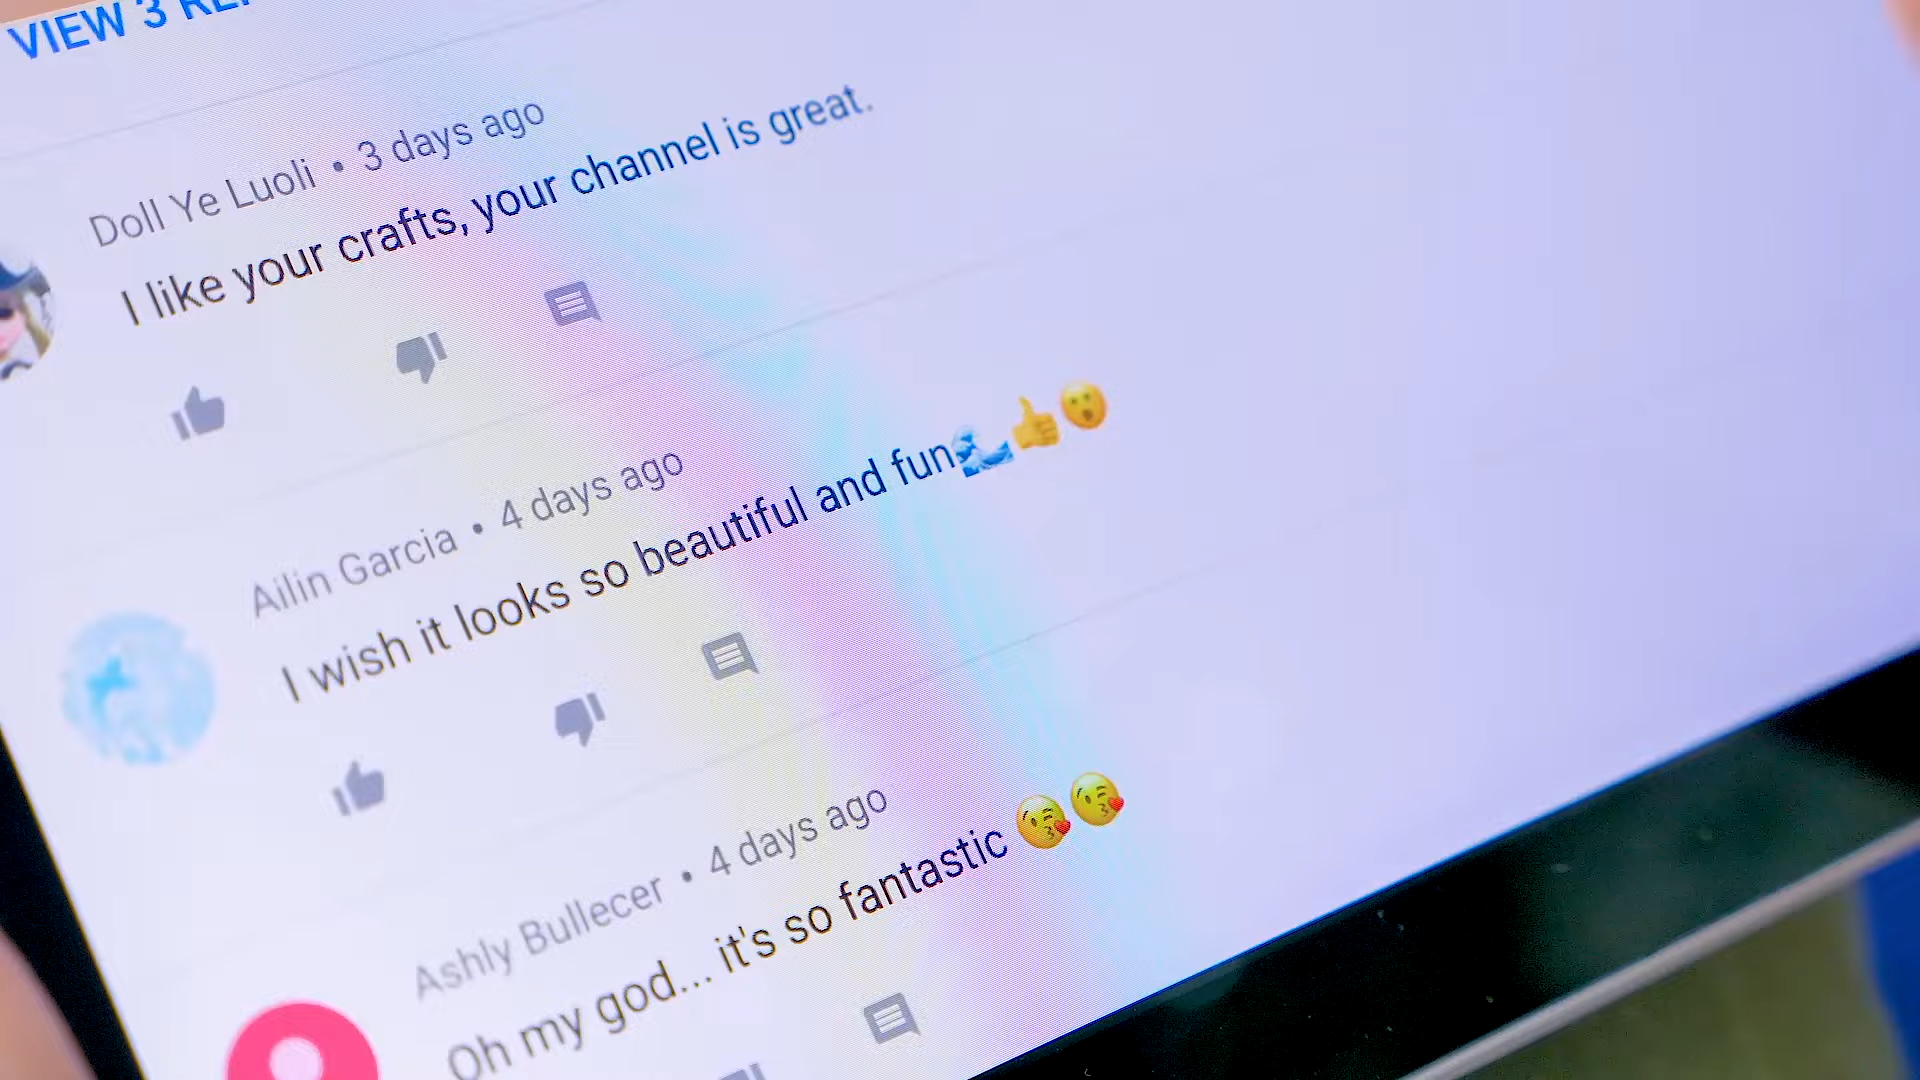 VIEW 3
Doll Ye Luoli • 3 days ago
I like your crafts, your channel is great.
Ailin Garcia • 4 days ago
I wish it looks so beautiful and fun🌊👍😮
Ashly Bullecer • 4 days ago
Oh my god... it's so fantastic 😘😘